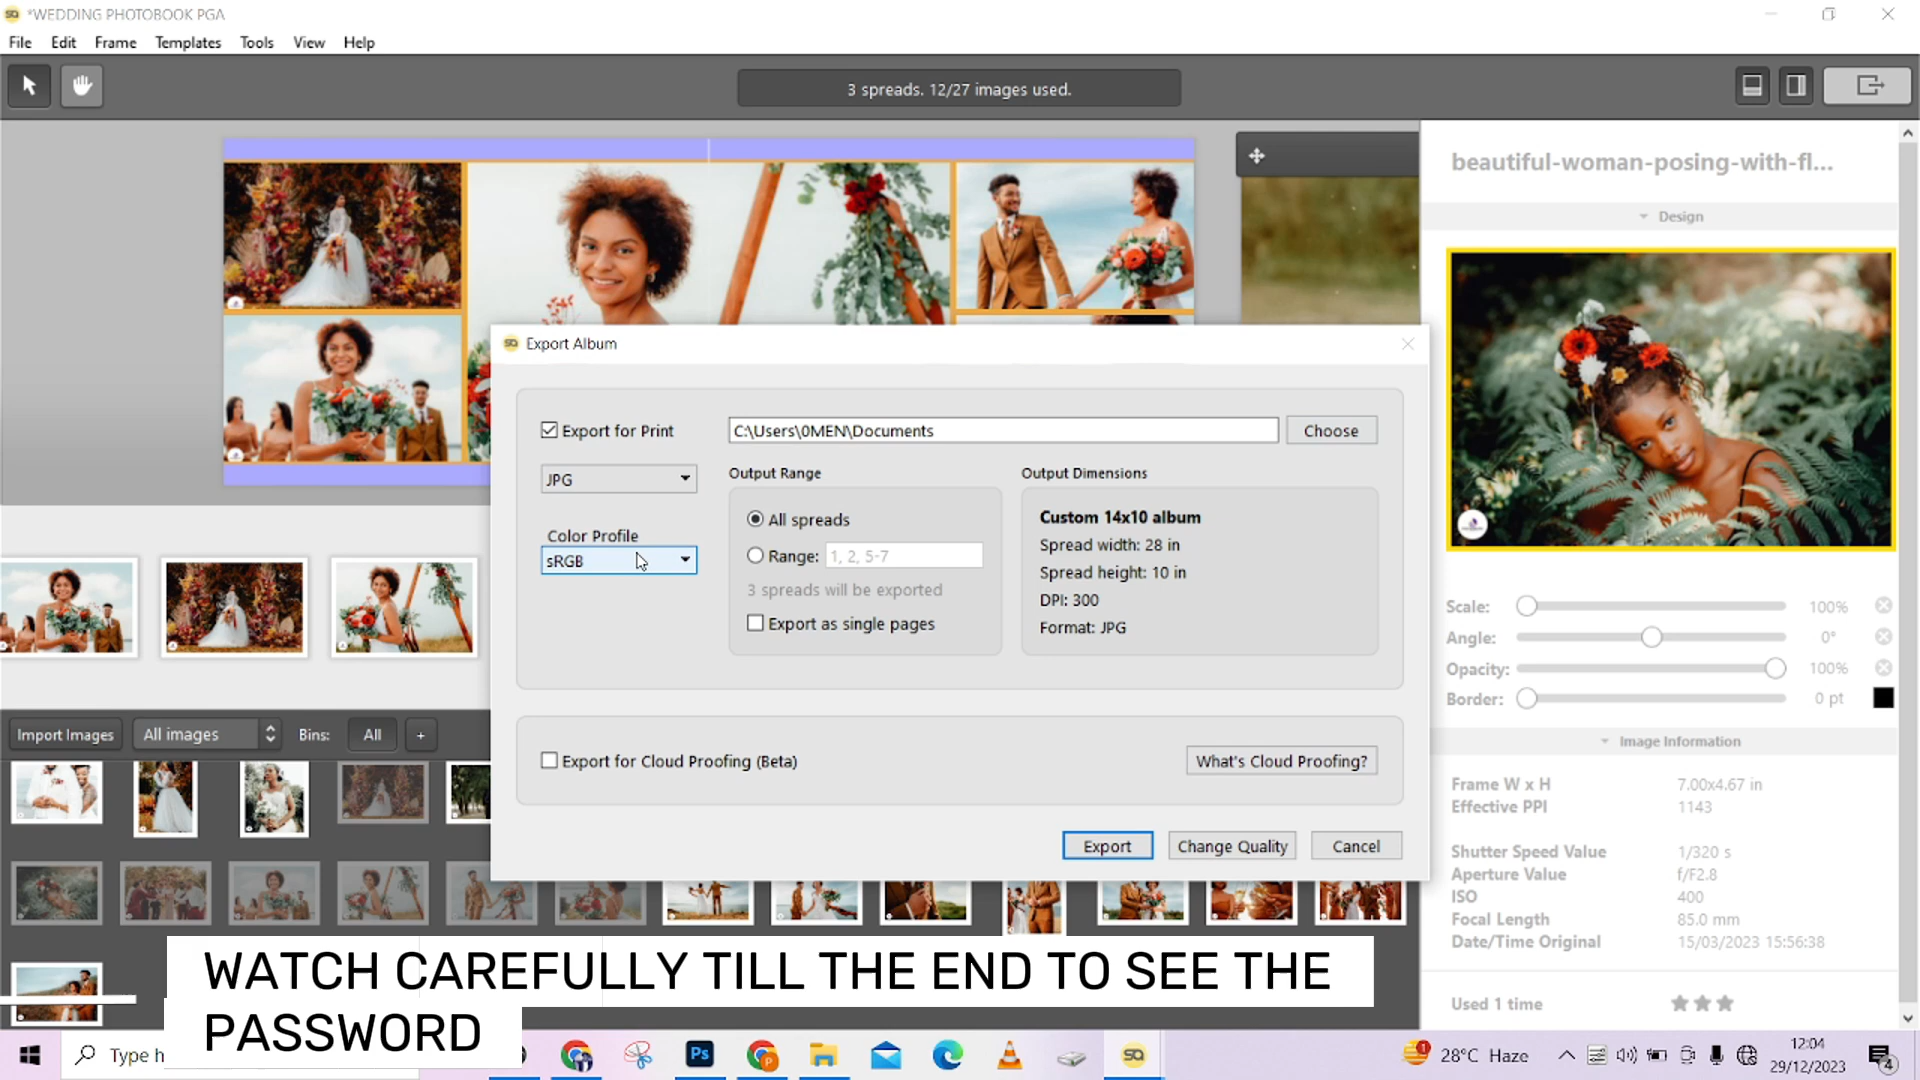 *WEDDING PHOTOBOOK PGA
File Edit Frame Templates Tools View Help
3 spreads. 12/27 images used.
beautiful-woman-posing-with-fl...
Design
Export Album
Export for Print
C:\Users\0MEN\Documents
Choose
JPG
Output Range
Output Dimensions
All spreads
Custom 14x10 album
Color Profile
Spread width: 28 in
sRGB
Range: 1, 2, 5-7
Spread height: 10 in
3 spreads will be exported
DPI: 300
Export as single pages
Format: JPG
Scale: 100%
Angle: 0°
Opacity: 100%
Border: 0 pt
Import Images All images Bins: All +
Export for Cloud Proofing (Beta)
What's Cloud Proofing?
Export Change Quality Cancel
Image Information
Frame W x H 7.00x4.67 in
Effective PPI 1143
Shutter Speed Value 1/320 s
Aperture Value f/F2.8
ISO 400
Focal Length 85.0 mm
Date/Time Original 15/03/2023 15:56:38
Used 1 time
WATCH CAREFULLY TILL THE END TO SEE THE
PASSWORD
Type h
Ps
SQ
1
28°C Haze
12:04
29/12/2023
4